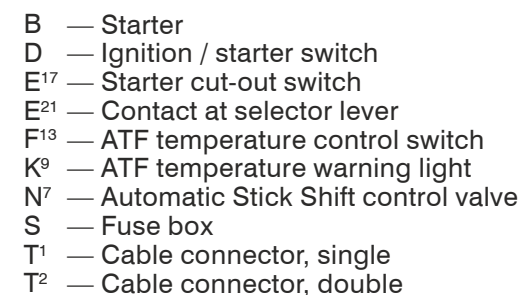 B — Starter
D — Ignition / starter switch
E¹⁷ — Starter cut-out switch
E²¹ — Contact at selector lever
F¹³ — ATF temperature control switch
K⁹ — ATF temperature warning light
N⁷ — Automatic Stick Shift control valve
S — Fuse box
T¹ — Cable connector, single
T² — Cable connector, double